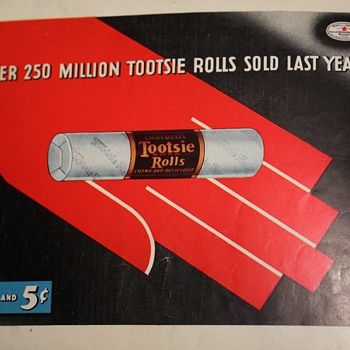 ER 250 MILLION TOOTSIE ROLLS SOLD LAST YEA
CHOCOLATE
Tootsie
Rolls
CHEWY AND DELICIOUS
AND 5¢